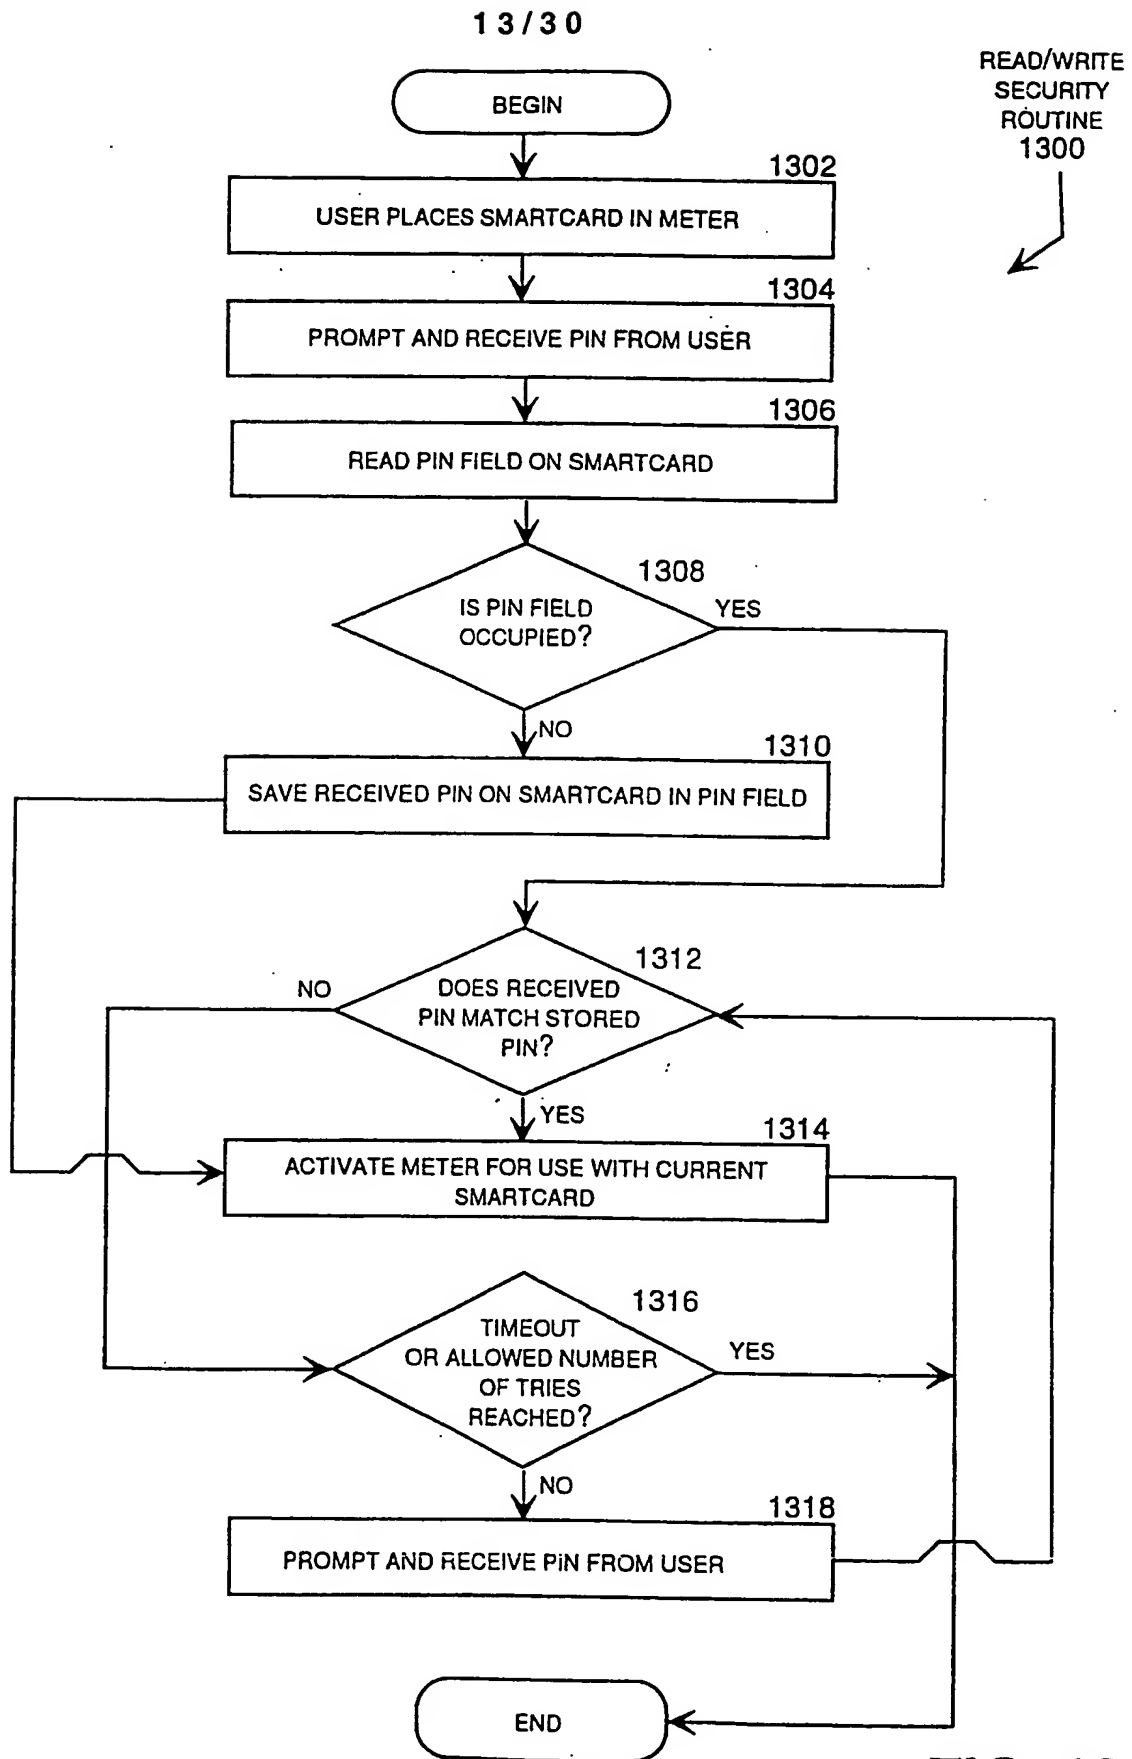 13/30
READ/WRITE
SECURITY
ROUTINE
1300
BEGIN
1302
USER PLACES SMARTCARD IN METER
1304
PROMPT AND RECEIVE PIN FROM USER
1306
READ PIN FIELD ON SMARTCARD
1308
IS PIN FIELD
OCCUPIED?
YES
NO
1310
SAVE RECEIVED PIN ON SMARTCARD IN PIN FIELD
1312
NO
DOES RECEIVED
PIN MATCH STORED
PIN?
YES
1314
ACTIVATE METER FOR USE WITH CURRENT
SMARTCARD
1316
TIMEOUT
OR ALLOWED NUMBER
OF TRIES
REACHED?
YES
NO
1318
PROMPT AND RECEIVE PIN FROM USER
END